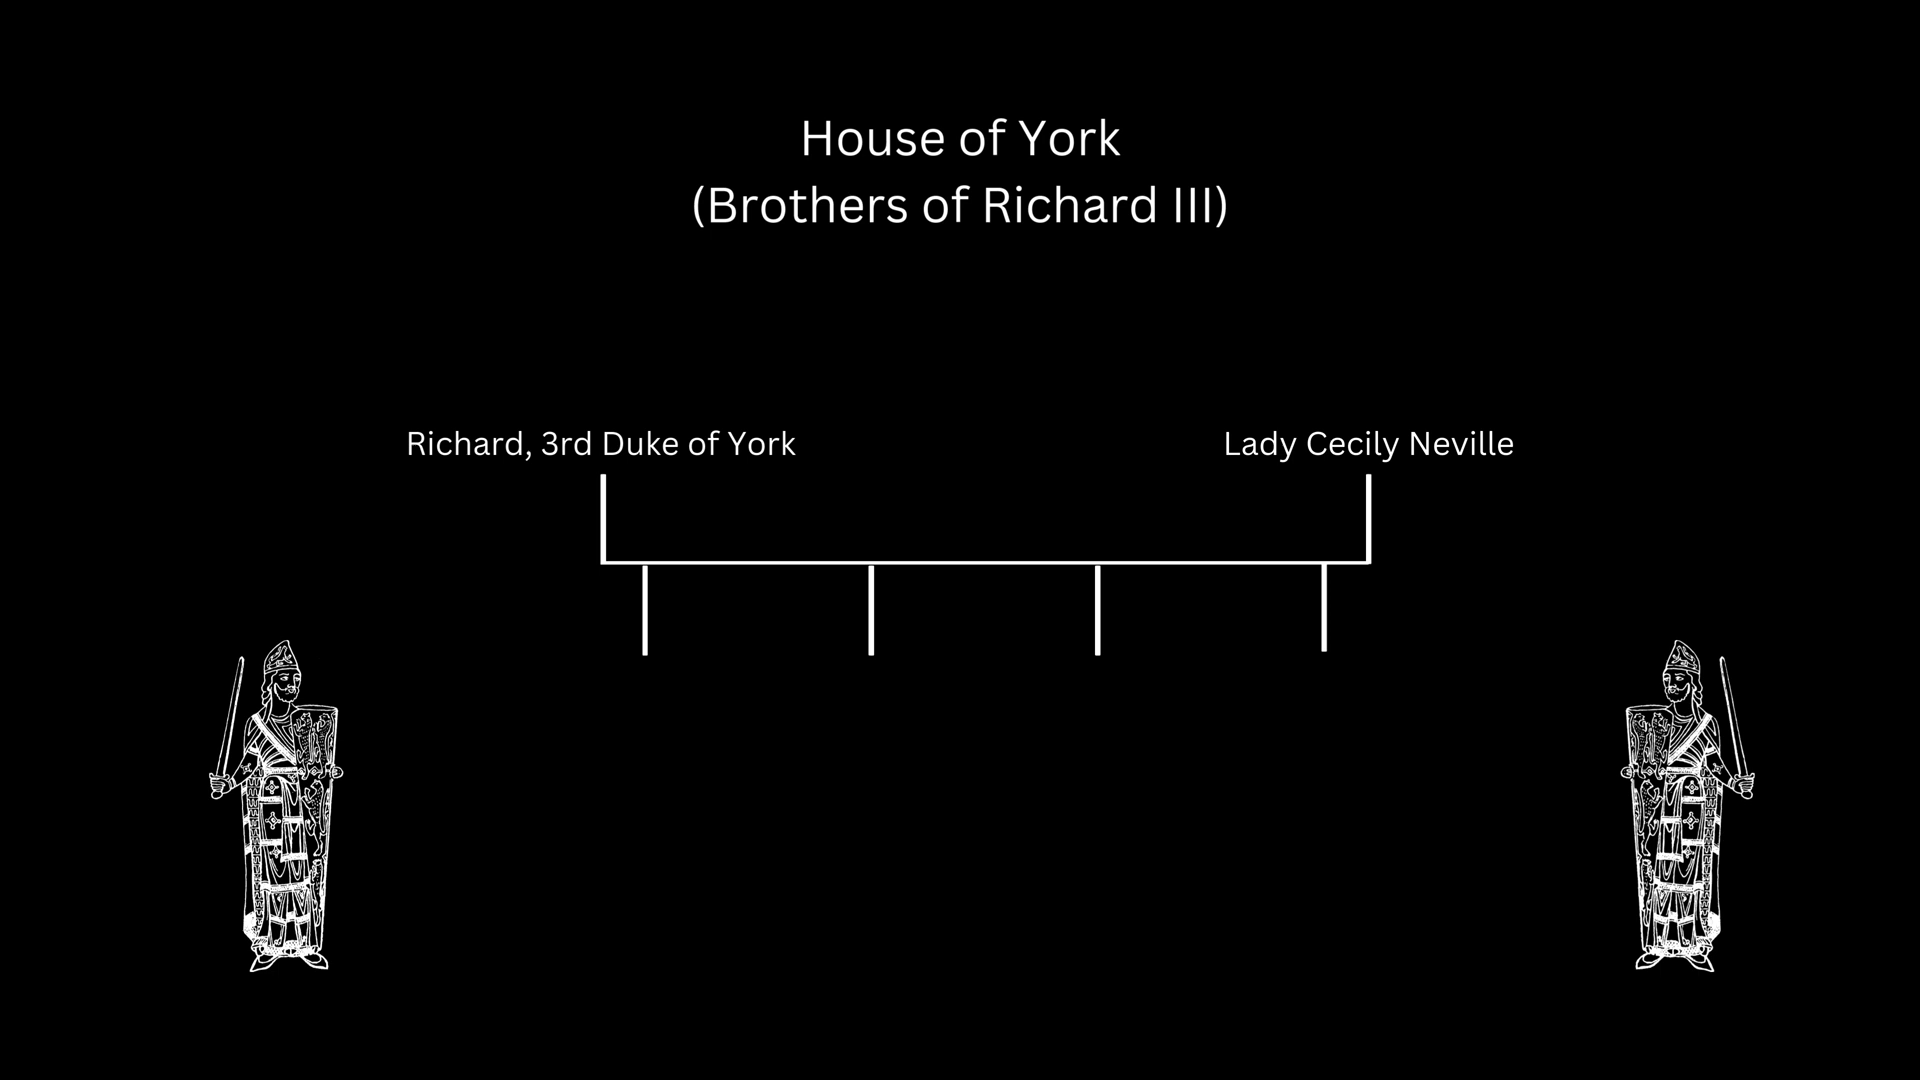 House of York
(Brothers of Richard III)
Richard, 3rd Duke of York
Lady Cecily Neville